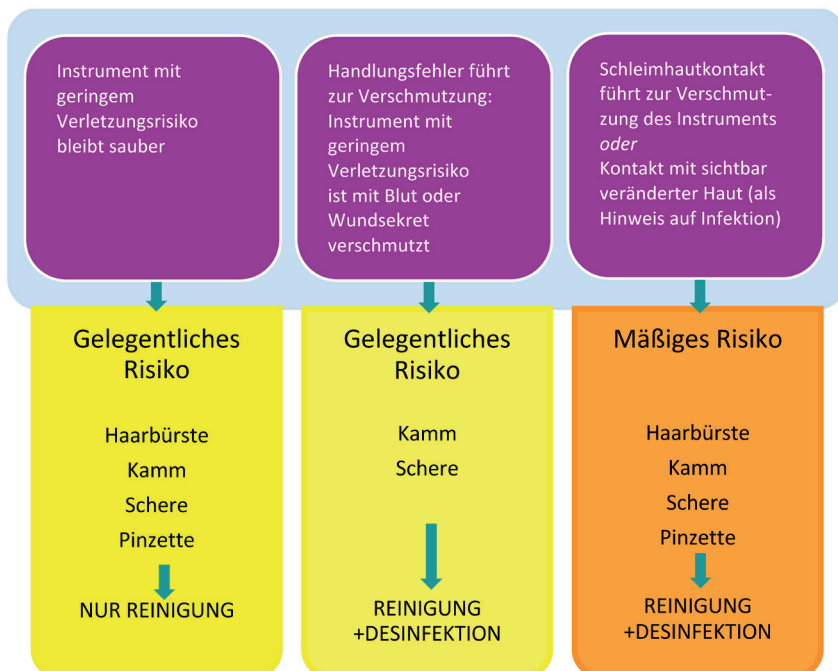 Instrument mit
geringem
Verletzungsrisiko
bleibt sauber
Handlungsfehler führt
zur Verschmutzung:
Instrument mit
geringem
Verletzungsrisiko
ist mit Blut oder
Wundsekret
verschmutzt
Schleimhautkontakt
führt zur Verschmut-
zung des Instruments
oder
Kontakt mit sichtbar
veränderter Haut (als
Hinweis auf Infektion)
Gelegentliches
Risiko
Haarbürste
Kamm
Schere
Pinzette
NUR REINIGUNG
Gelegentliches
Risiko
Kamm
Schere
REINIGUNG
+DESINFEKTION
Mäßiges Risiko
Haarbürste
Kamm
Schere
Pinzette
REINIGUNG
+DESINFEKTION